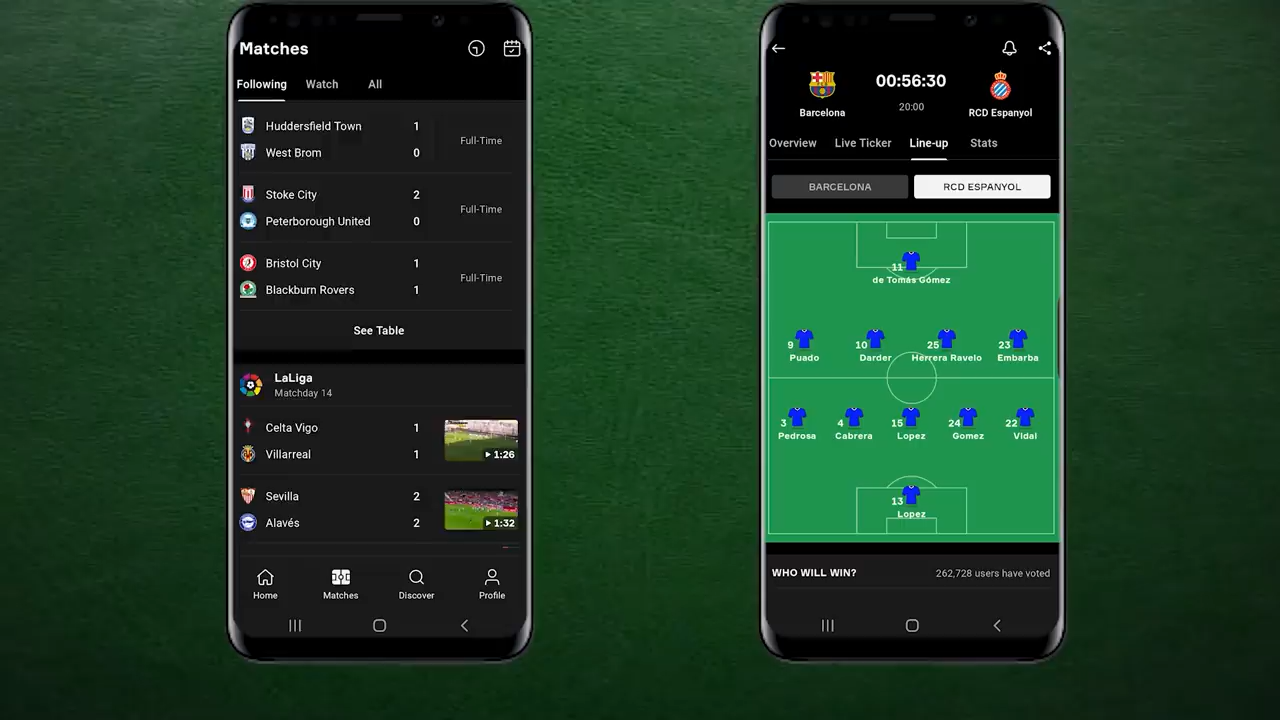 Matches
Following Watch All
Huddersfield Town 1
West Brom 0
Full-Time
Stoke City 2
Peterborough United 0
Full-Time
Bristol City 1
Blackburn Rovers 1
Full-Time
See Table
LaLiga
Matchday 14
Celta Vigo 1
Villarreal 1
1:26
Sevilla 2
Alavés 2
1:32
Home Matches Discover Profile
00:56:30
20:00
Barcelona RCD Espanyol
Overview Live Ticker Line-up Stats
BARCELONA RCD ESPANYOL
11
de Tomás Gómez
9 10 25 23
Puado Darder Herrera Ravelo Embarba
3 4 15 24 22
Pedrosa Cabrera Lopez Gomez Vidal
13
Lopez
WHO WILL WIN? 262,728 users have voted